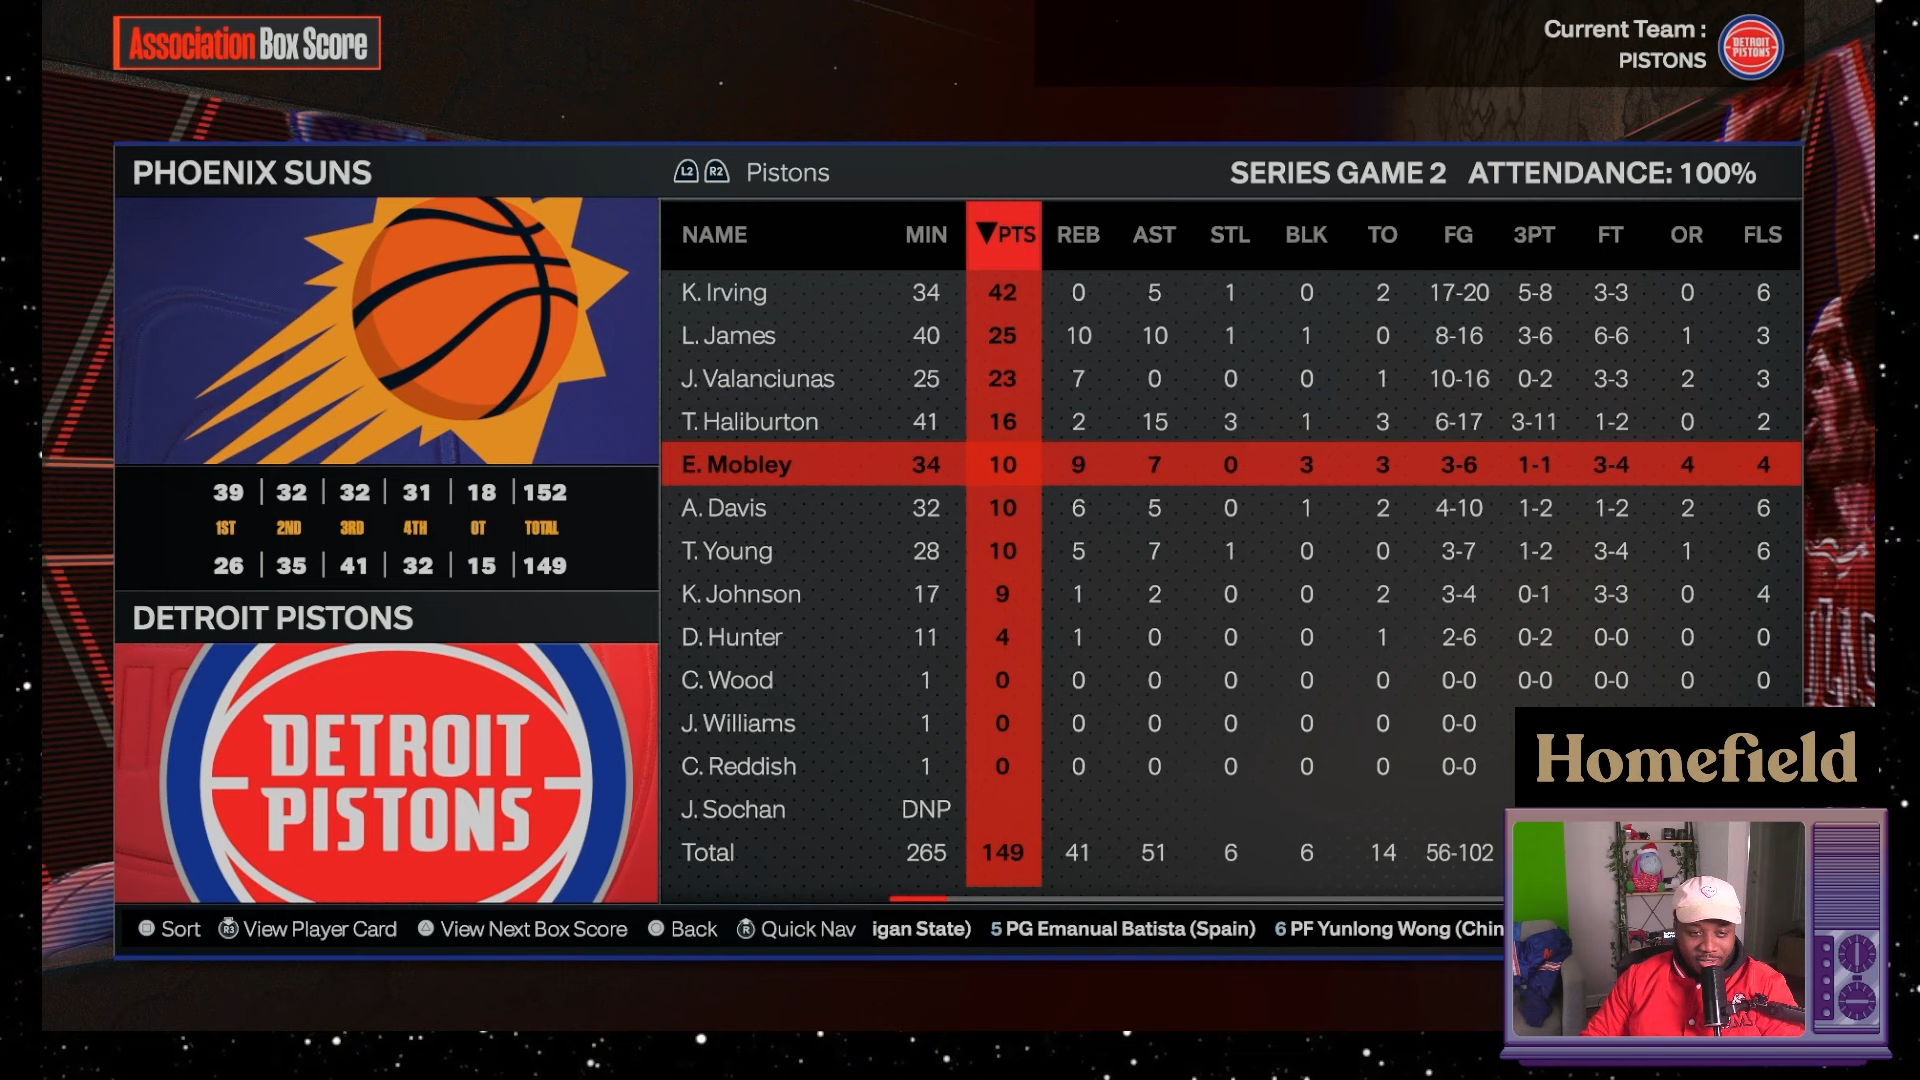 Association Box Score
Current Team :
PISTONS
DETROIT
PISTONS
PHOENIX SUNS
L2 R2 Pistons
SERIES GAME 2 ATTENDANCE: 100%
NAME MIN ▼PTS REB AST STL BLK TO FG 3PT FT OR FLS
K. Irving 34 42 0 5 1 0 2 17-20 5-8 3-3 0 6
L. James 40 25 10 10 1 1 0 8-16 3-6 6-6 1 3
J. Valanciunas 25 23 7 0 0 0 1 10-16 0-2 3-3 2 3
T. Haliburton 41 16 2 15 3 1 3 6-17 3-11 1-2 0 2
E. Mobley 34 10 9 7 0 3 3 3-6 1-1 3-4 4 4
A. Davis 32 10 6 5 0 1 2 4-10 1-2 1-2 2 6
T. Young 28 10 5 7 1 0 0 3-7 1-2 3-4 1 6
K. Johnson 17 9 1 2 0 0 2 3-4 0-1 3-3 0 4
D. Hunter 11 4 1 0 0 0 1 2-6 0-2 0-0 0 0
C. Wood 1 0 0 0 0 0 0 0-0 0-0 0-0 0 0
J. Williams 1 0 0 0 0 0 0 0-0
C. Reddish 1 0 0 0 0 0 0 0-0
J. Sochan DNP
Total 265 149 41 51 6 6 14 56-102
39 | 32 | 32 | 31 | 18 | 152
1ST 2ND 3RD 4TH OT TOTAL
26 | 35 | 41 | 32 | 15 | 149
DETROIT PISTONS
DETROIT
PISTONS
Homefield
Sort R3 View Player Card View Next Box Score Back R Quick Nav igan State) 5 PG Emanual Batista (Spain) 6 PF Yunlong Wong (Chin